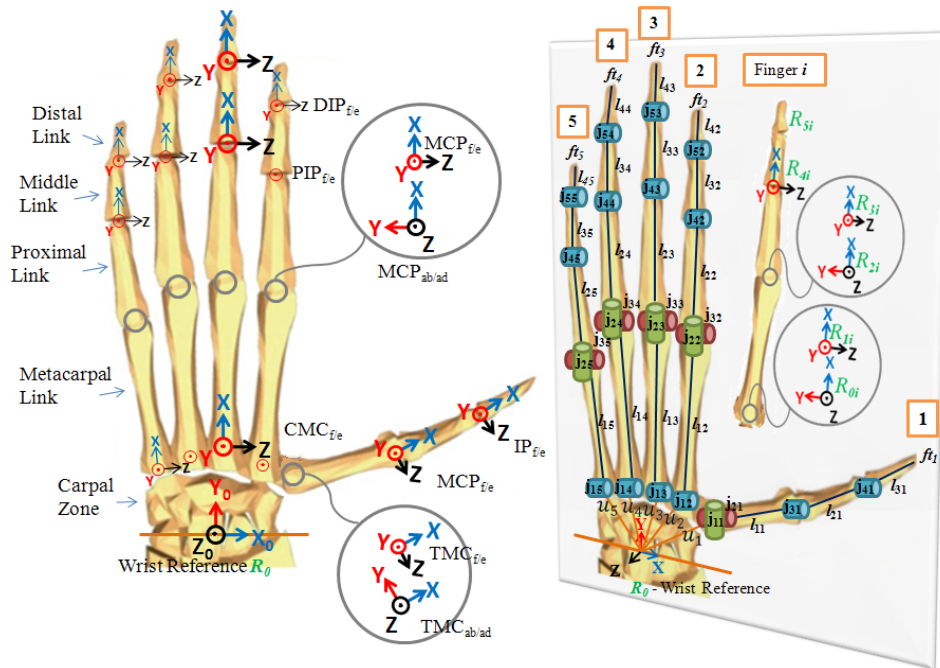 X
Y
Z
X
Y
Z
X
Y
Z
X
Y
Z
DIPf/e
PIPf/e
X
Y
Z
X
Y
Z
X
Y
Z
X
Y
Z
Distal
Link
Middle
Link
Proximal
Link
Metacarpal
Link
Carpal
Zone
X
MCPf/e
Y
Z
X
Y
Z
MCPab/ad
X
Y
Z
Y
Z
CMCf/e
Y
X
Z
MCPf/e
Y
X
Z
IPf/e
Y0
Z0
X0
Wrist Reference R0
X
Y
Z
TMCf/e
Y
X
Z
TMCab/ad
3
4
2
5
1
ft3
ft4
ft2
ft5
ft1
Finger i
l43
l44
l42
l45
j53
j54
j52
j55
l33
l34
l32
l35
j43
j44
j42
j45
l23
l24
l22
l25
j34
j33
j32
j35
j24
j23
j22
j25
l15
l14
l13
l12
j15
j14
j13
j12
j11
j21
l11
j31
l21
j41
l31
u5
u4
u3
u2
u1
Y
Z
X
R0 - Wrist Reference
R5i
X
R4i
Y
Z
X
R3i
Y
Z
X
R2i
Y
Z
X
R1i
Y
Z
X
R0i
Y
Z